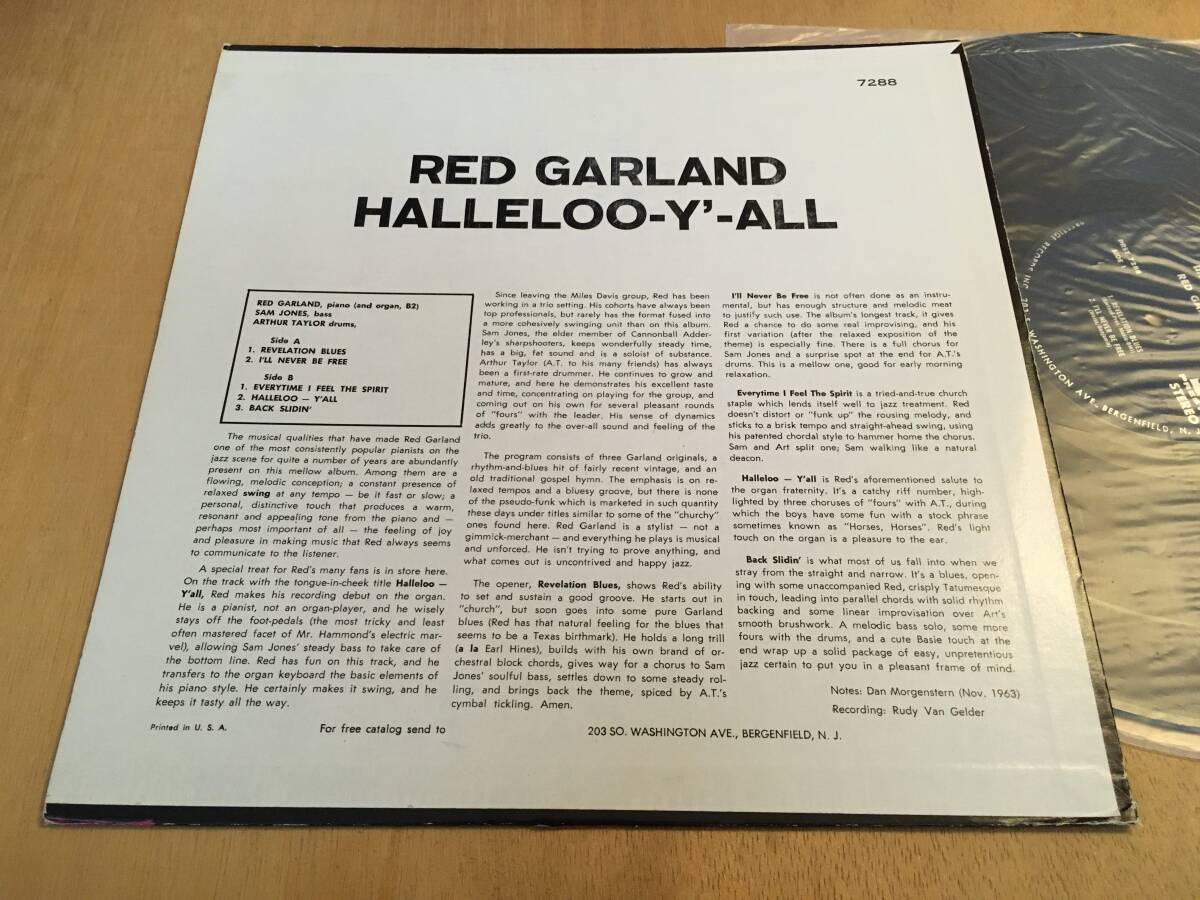 7288
RED GARLAND
HALLELOO-Y'-ALL
RED GARLAND, piano (and organ, B2)
SAM JONES, bass
ARTHUR TAYLOR drums,
Side A
1. REVELATION BLUES
2. I'LL NEVER BE FREE
Side B
1. EVERYTIME I FEEL THE SPIRIT
2. HALLELOO — Y'ALL
3. BACK SLIDIN'
The musical qualities that have made Red Garland
one of the most consistently popular pianists on the
jazz scene for quite a number of years are abundantly
present on this mellow album. Among them are a
flowing, melodic conception; a constant presence of
relaxed swing at any tempo — be it fast or slow; a
personal, distinctive touch that produces a warm,
resonant and appealing tone from the piano and —
perhaps most important of all — the feeling of joy
and pleasure in making music that Red always seems
to communicate to the listener.
A special treat for Red's many fans is in store here.
On the track with the tongue-in-cheek title Halleloo —
Y'all, Red makes his recording debut on the organ.
He is a pianist, not an organ-player, and he wisely
stays off the foot-pedals (the most tricky and least
often mastered facet of Mr. Hammond's electric mar-
vel), allowing Sam Jones' steady bass to take care of
the bottom line. Red has fun on this track, and he
transfers to the organ keyboard the basic elements of
his piano style. He certainly makes it swing, and he
keeps it tasty all the way.
Since leaving the Miles Davis group, Red has been
working in a trio setting. His cohorts have always been
top professionals, but rarely has the format fused into
a more cohesively swinging unit than on this album.
Sam Jones, the elder member of Cannonball Adder-
ley's sharpshooters, keeps wonderfully steady time,
has a big, fat sound and is a soloist of substance.
Arthur Taylor (A.T. to his many friends) has always
been a first-rate drummer. He continues to grow and
mature, and here he demonstrates his excellent taste
and time, concentrating on playing for the group, and
coming out on his own for several pleasant rounds
of "fours" with the leader. His sense of dynamics
adds greatly to the over-all sound and feeling of the
trio.
The program consists of three Garland originals, a
rhythm-and-blues hit of fairly recent vintage, and an
old traditional gospel hymn. The emphasis is on re-
laxed tempos and a bluesy groove, but there is none
of the pseudo-funk which is marketed in such quantity
these days under titles similar to some of the "churchy"
ones found here. Red Garland is a stylist — not a
gimmick-merchant — and everything he plays is musical
and unforced. He isn't trying to prove anything, and
what comes out is uncontrived and happy jazz.
The opener, Revelation Blues, shows Red's ability
to set and sustain a good groove. He starts out in
"church", but soon goes into some pure Garland
blues (Red has that natural feeling for the blues that
seems to be a Texas birthmark). He holds a long trill
(a la Earl Hines), builds with his own brand of or-
chestral block chords, gives way for a chorus to Sam
Jones' soulful bass, settles down to some steady rol-
ling, and brings back the theme, spiced by A.T.'s
cymbal tickling. Amen.
I'll Never Be Free is not often done as an instru-
mental, but has enough structure and melodic meat
to justify such use. The album's longest track, it gives
Red a chance to do some real improvising, and his
first variation (after the relaxed exposition of the
theme) is especially fine. There is a full chorus for
Sam Jones and a surprise spot at the end for A.T.'s
drums. This is a mellow one, good for early morning
relaxation.
Everytime I Feel The Spirit is a tried-and-true church
staple which lends itself well to jazz treatment. Red
doesn't distort or "funk up" the rousing melody, and
sticks to a brisk tempo and straight-ahead swing, using
his patented chordal style to hammer home the chorus.
Sam and Art split one; Sam walking like a natural
deacon.
Halleloo — Y'all is Red's aforementioned salute to
the organ fraternity. It's a catchy riff number, high-
lighted by three choruses of "fours" with A.T., during
which the boys have some fun with a stock phrase
sometimes known as "Horses, Horses". Red's light
touch on the organ is a pleasure to the ear.
Back Slidin' is what most of us fall into when we
stray from the straight and narrow. It's a blues, open-
ing with some unaccompanied Red, crisply Tatumesque
in touch, leading into parallel chords with solid rhythm
backing and some linear improvisation over Art's
smooth brushwork. A melodic bass solo, some more
fours with the drums, and a cute Basie touch at the
end wrap up a solid package of easy, unpretentious
jazz certain to put you in a pleasant frame of mind.
Notes: Dan Morgenstern (Nov. 1963)
Recording: Rudy Van Gelder
Printed in U. S. A.
For free catalog send to
203 SO. WASHINGTON AVE., BERGENFIELD, N. J.
WASHINGTON AVE., BERGENFIELD, N. J.
1. REVELATION BLUES
2. I'LL NEVER BE FREE
RED
STEREO